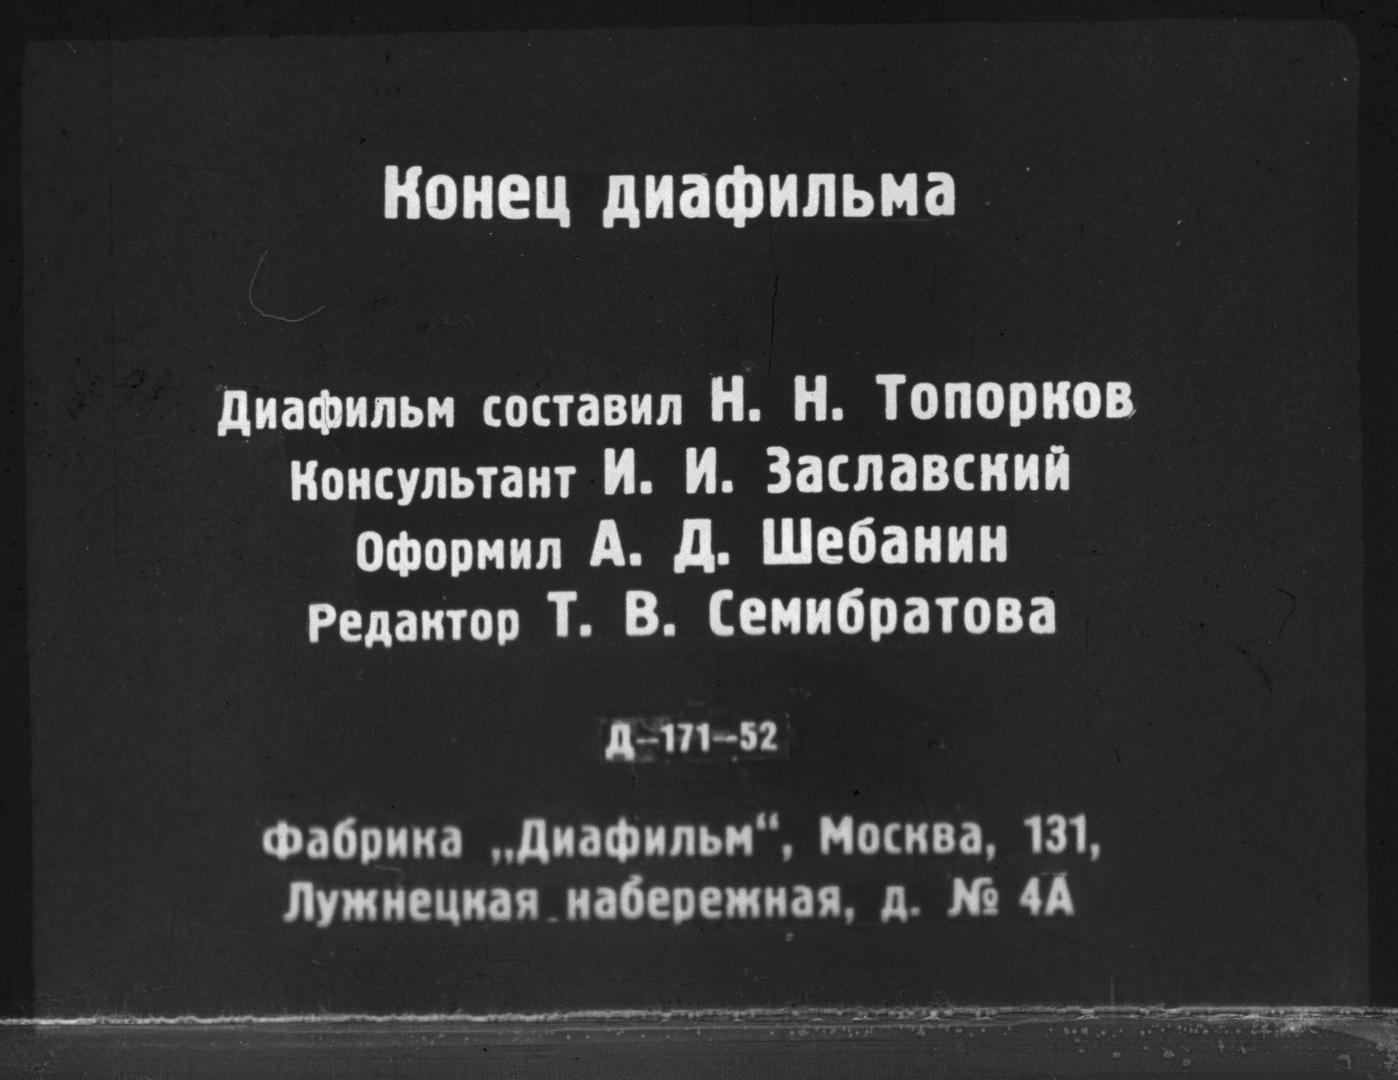 Конец диафильма
Диафильм составил Н. Н. Топорков
Консультант И. И. Заславский
Оформил А. Д. Шебанин
Редактор Т. В. Семибратова
Д—171—52
Фабрика „Диафильм“, Москва, 131,
Лужнецкая набережная, д. № 4А